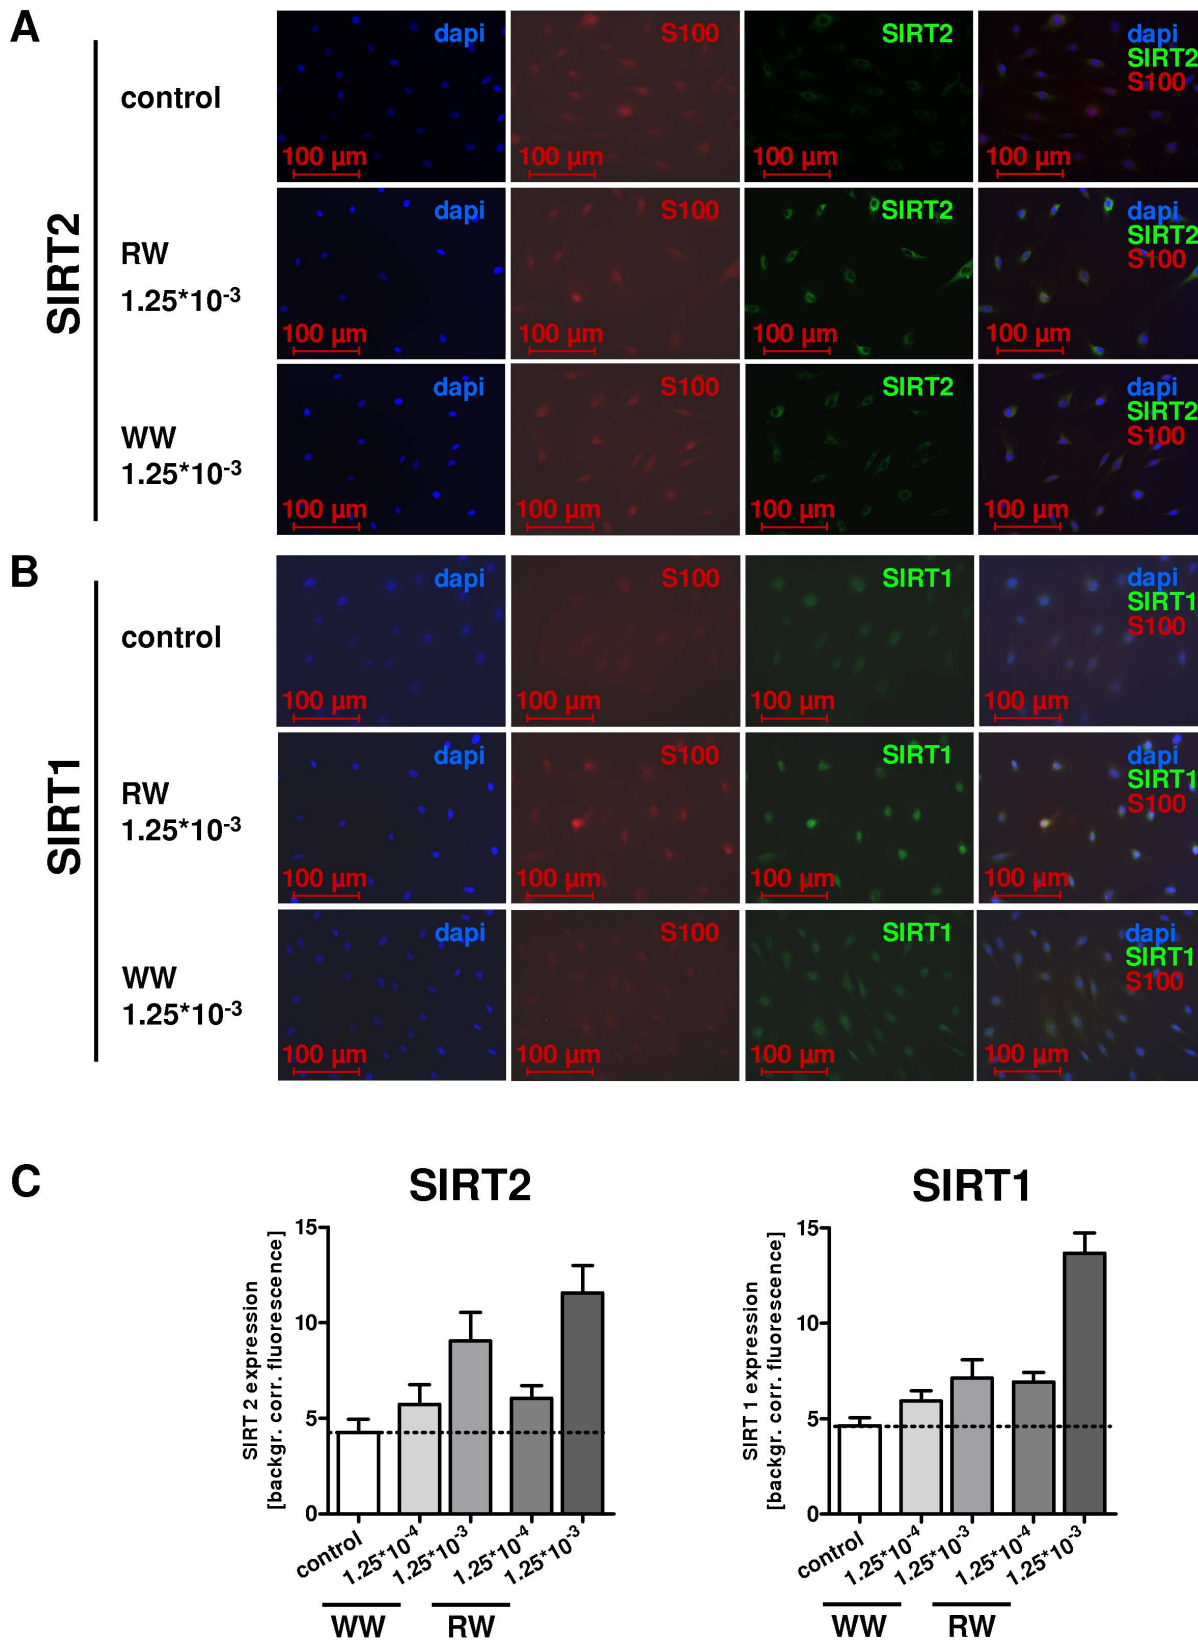 A
SIRT2
control
dapi
S100
SIRT2
dapi
SIRT2
S100
100 µm
100 µm
100 µm
100 µm
RW
1.25*10-3
dapi
S100
SIRT2
dapi
SIRT2
S100
100 µm
100 µm
100 µm
100 µm
WW
1.25*10-3
dapi
S100
SIRT2
dapi
SIRT2
S100
100 µm
100 µm
100 µm
100 µm
B
SIRT1
control
dapi
S100
SIRT1
dapi
SIRT1
S100
100 µm
100 µm
100 µm
100 µm
RW
1.25*10-3
dapi
S100
SIRT1
dapi
SIRT1
S100
100 µm
100 µm
100 µm
100 µm
WW
1.25*10-3
dapi
S100
SIRT1
dapi
SIRT1
S100
100 µm
100 µm
100 µm
100 µm
C
SIRT2
SIRT 2 expression
[backgr. corr. fluorescence]
15
10
5
0
control
1.25*10-4
1.25*10-3
1.25*10-4
1.25*10-3
WW
RW
SIRT1
SIRT 1 expression
[backgr. corr. fluorescence]
15
10
5
0
control
1.25*10-4
1.25*10-3
1.25*10-4
1.25*10-3
WW
RW